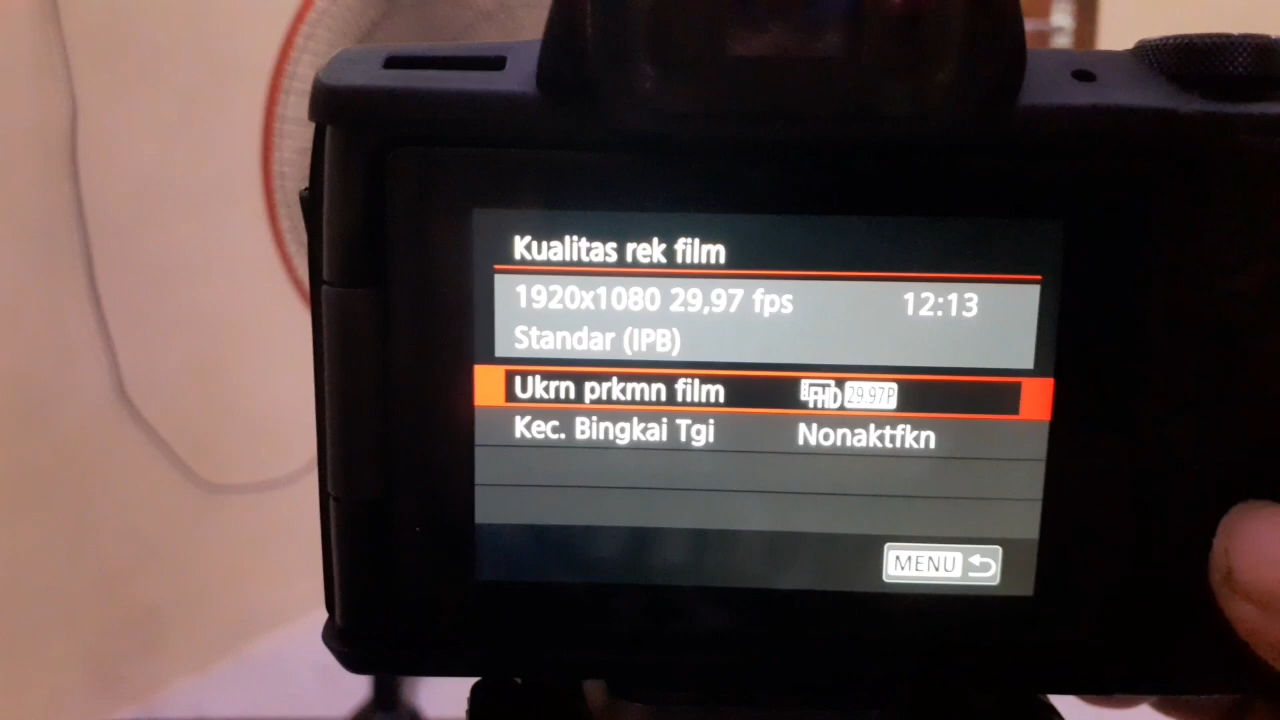 Kualitas rek film
1920x1080 29,97 fps 12:13
Standar (IPB)
Ukrn prkmn film FHD 29.97P
Kec. Bingkai Tgi Nonaktfkn
MENU